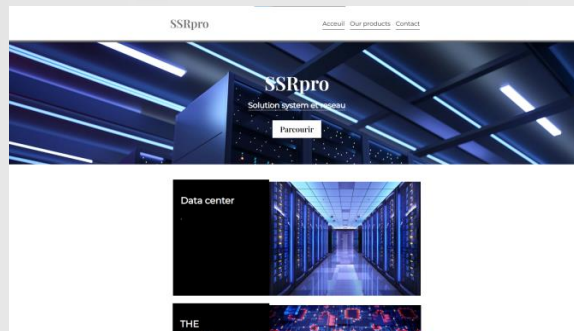 SSRpro
Acceuil Our products Contact
SSRpro
Solution system et reseau
Parcourir
Data center
THE